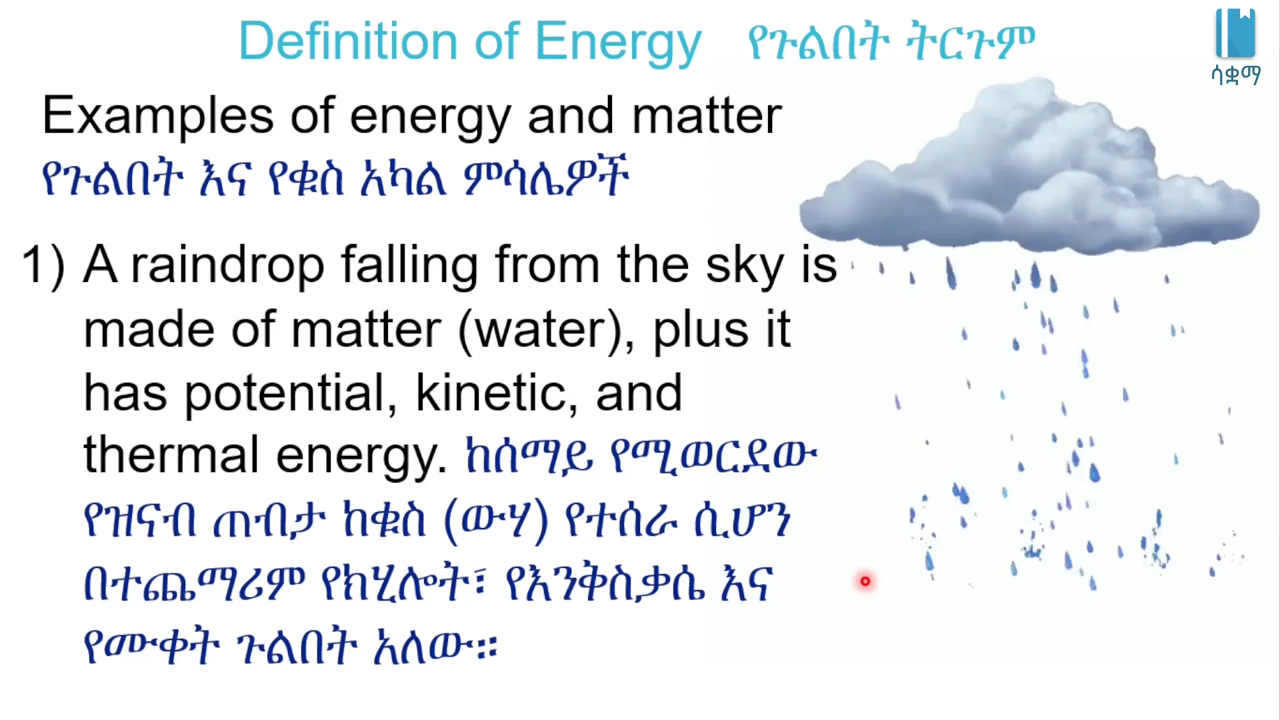 Definition of Energy የጉልበት ትርጉም
ሳቋማ
Examples of energy and matter
የጉልበት እና የቁስ አካል ምሳሌዎች
1) A raindrop falling from the sky is
made of matter (water), plus it
has potential, kinetic, and
thermal energy. ከሰማይ የሚወርደው
የዝናብ ጠብታ ከቁስ (ውሃ) የተሰራ ሲሆን
በተጨማሪም የክሂሎት፣ የእንቅስቃሴ እና
የሙቀት ጉልበት አለው።